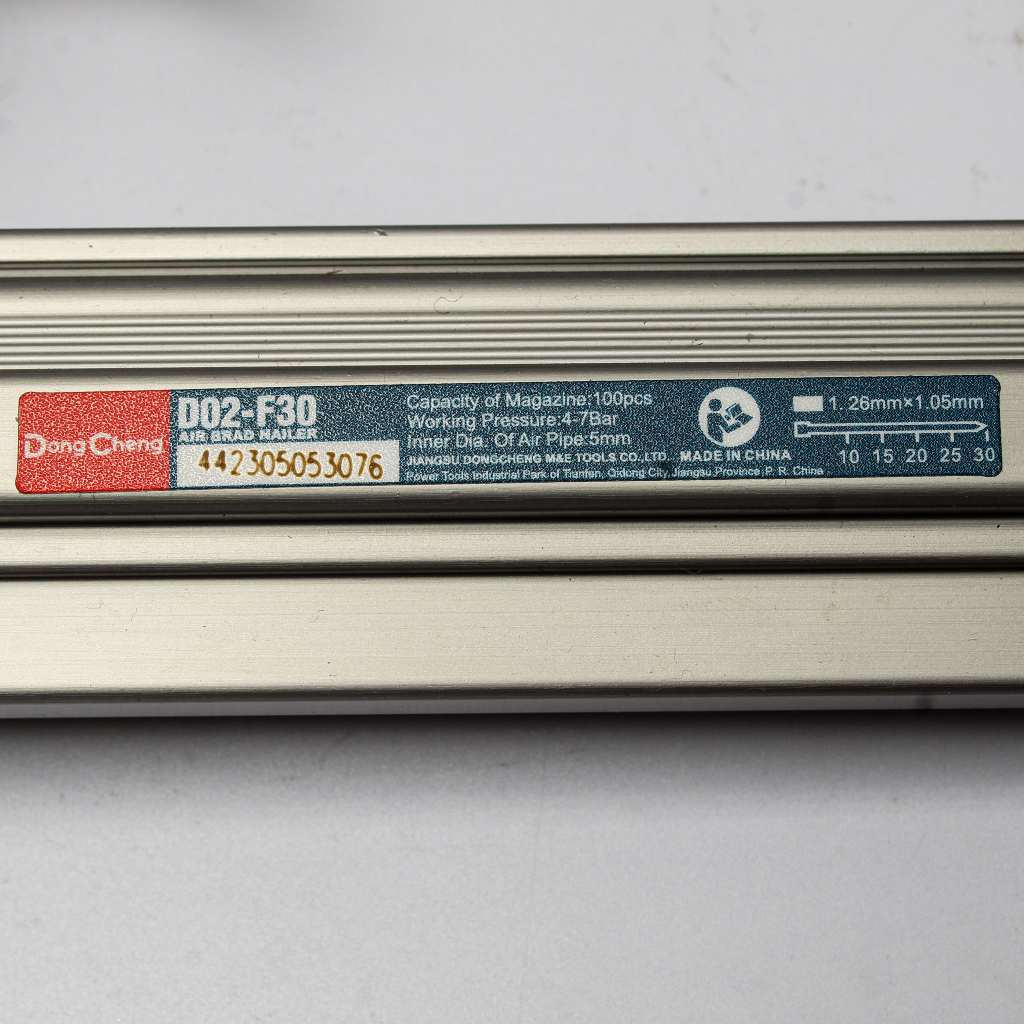 DongCheng
D02-F30
AIR BRAD NAILER
442305053076
Capacity of Magazine:100pcs
Working Pressure:4-7Bar
Inner Dia. Of Air Pipe:5mm
JIANGSU DONGCHENG M&E TOOLS CO.,LTD. MADE IN CHINA
Power Tools Industrial Park of Tianfen, Qidong City, Jiangsu Province, P. R. China
1. 26mm×1.05mm
10 15 20 25 30